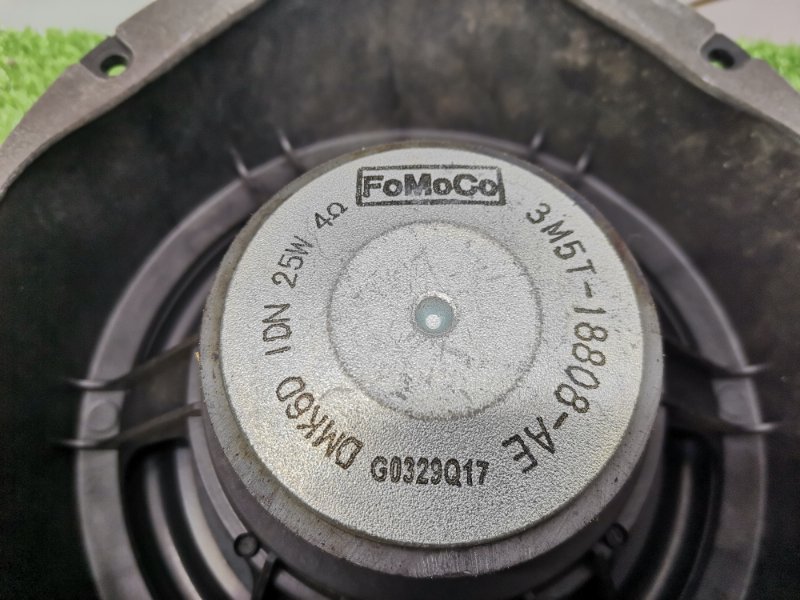 FoMoCo
3M5T-18808-AE
G0329Q17
DMK6D IDN 25W 4Ω